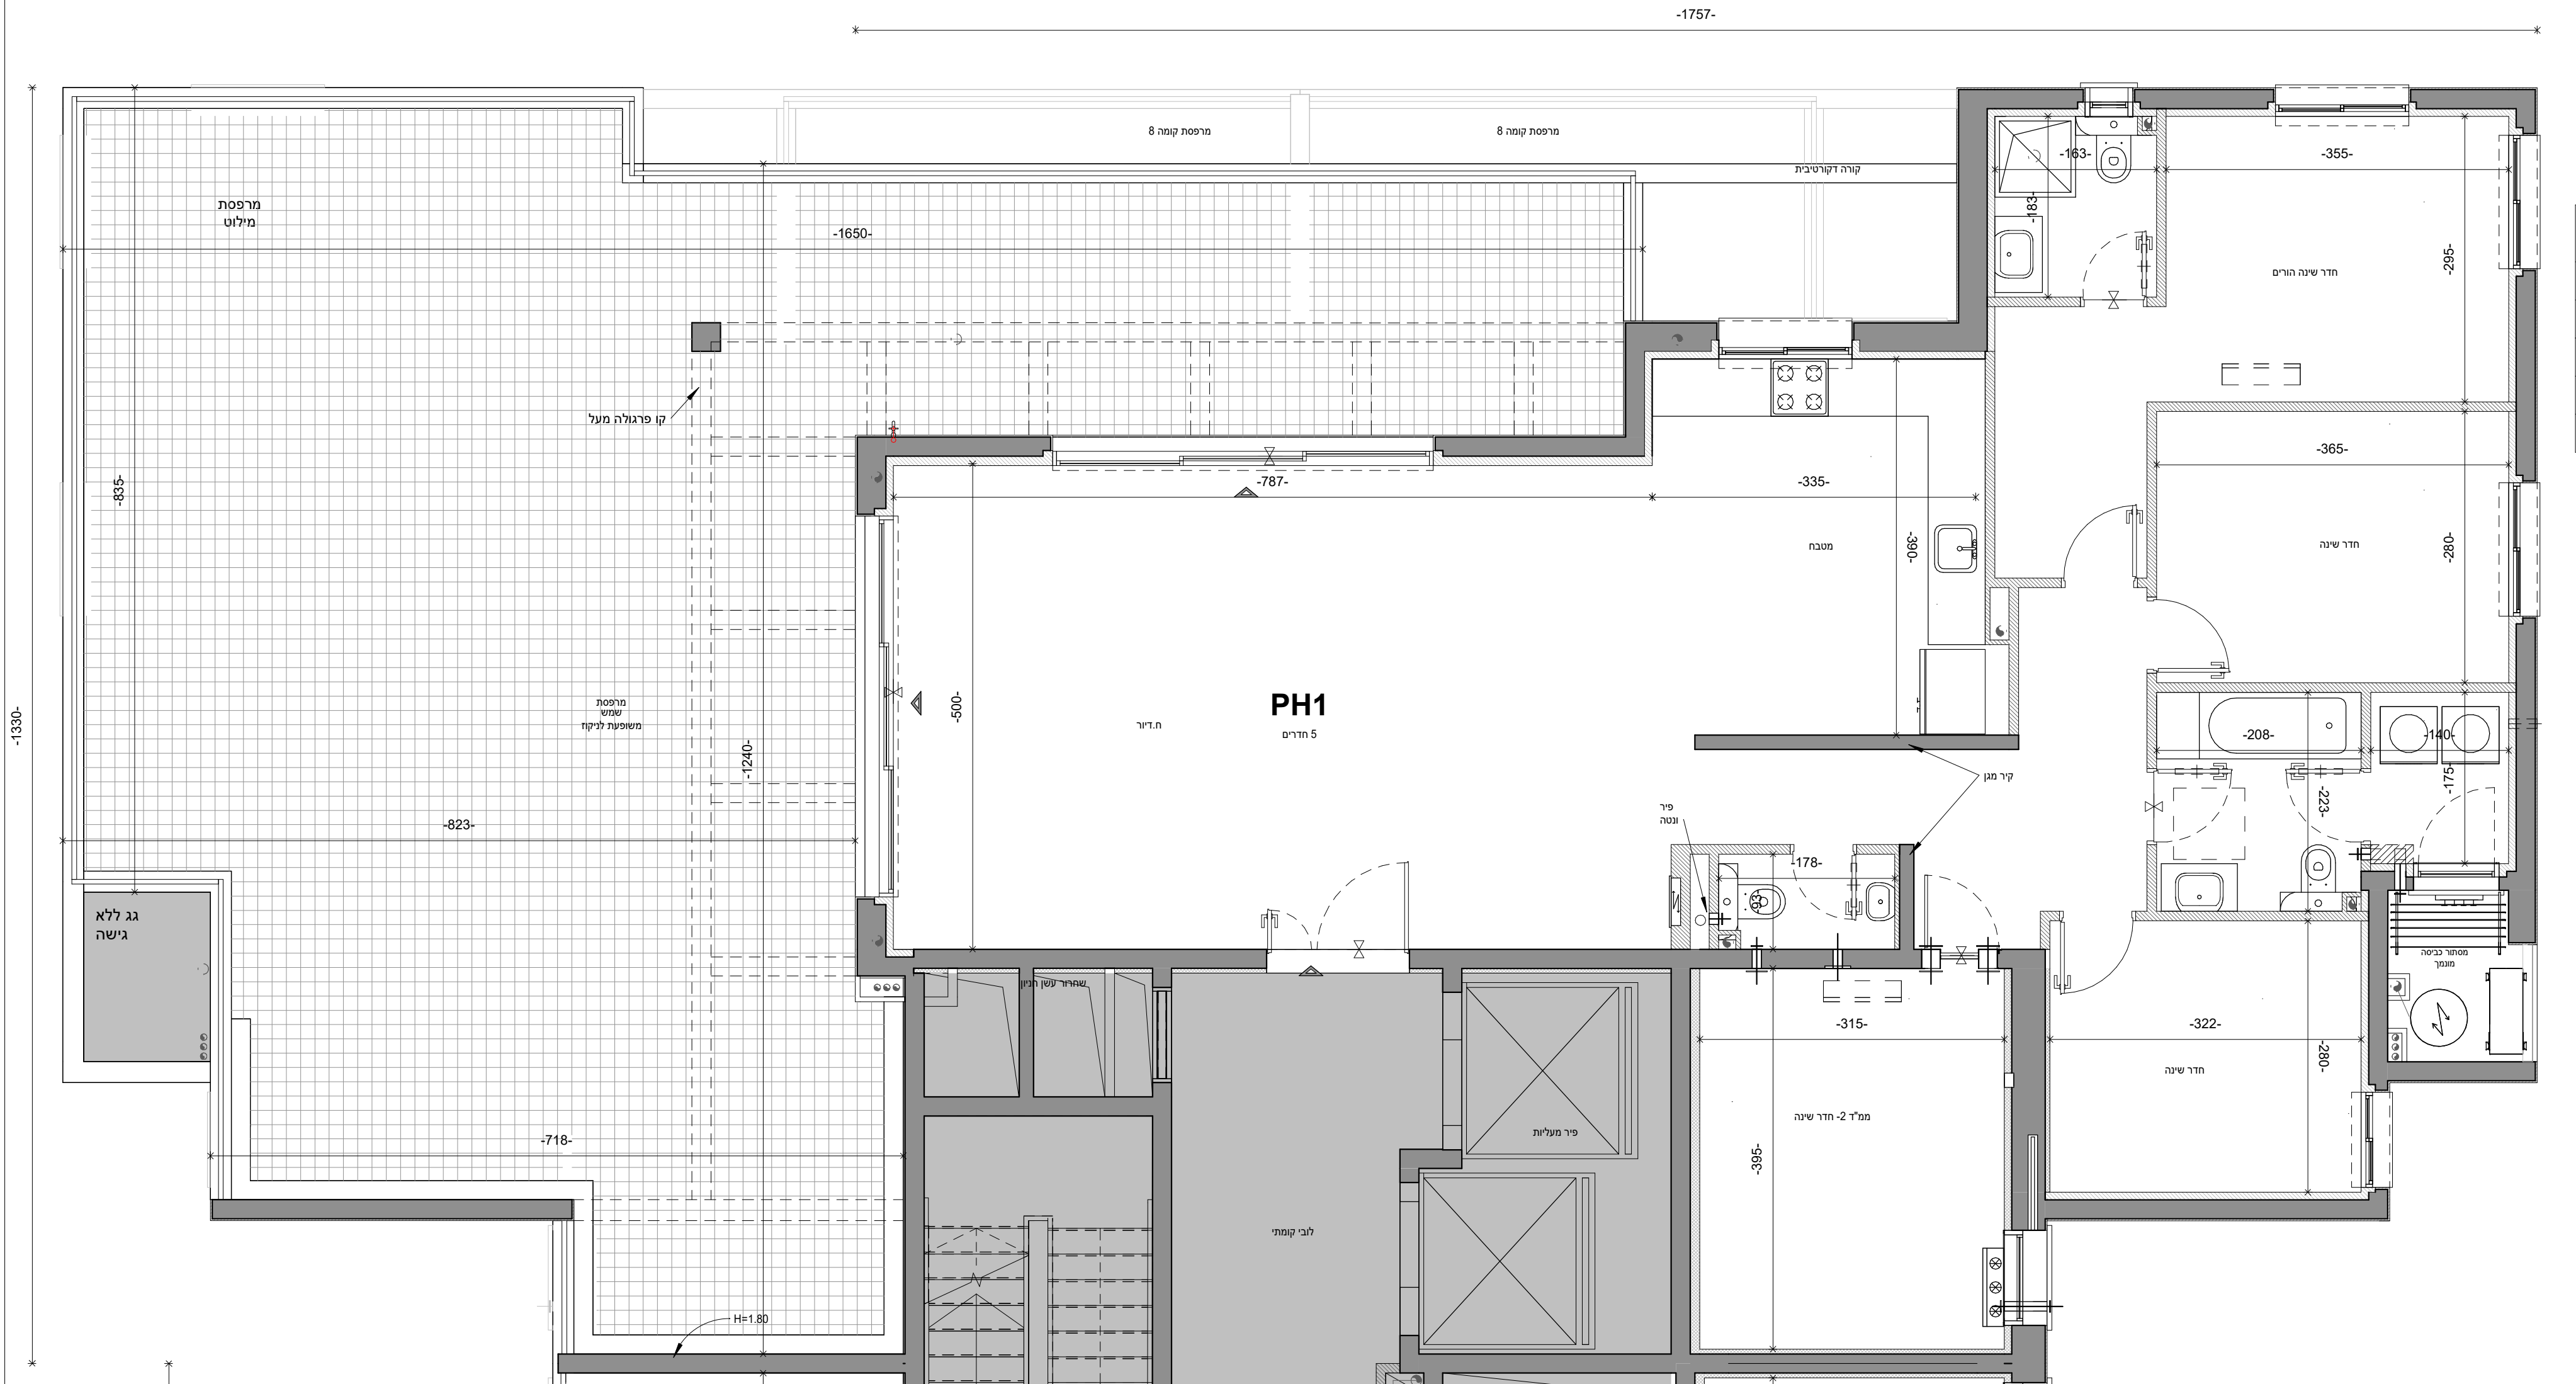 -1757-
מרפסת קומה 8
מרפסת קומה 8
קורה דקורטיבית
-163-
-355-
-183-
מרפסת
מילוט
-1650-
-295-
חדר שינה הורים
קו פרגולה מעל
-365-
-835-
-787-
-335-
מטבח
-390-
חדר שינה
-280-
-1330-
מרפסת
שמש
משופעת לניקוז
-500-
PH1
5 חדרים
ח.דיור
-1240-
-208-
-140-
-175-
-223-
קיר מגן
פיר
ונטה
-823-
-178-
-93-
גג ללא
גישה
שחרור עשן חניון
מסתור כביסה
מונמך
-315-
-322-
-280-
חדר שינה
ממ"ד 2- חדר שינה
פיר מעליות
-718-
-395-
לובי קומתי
H=1.80